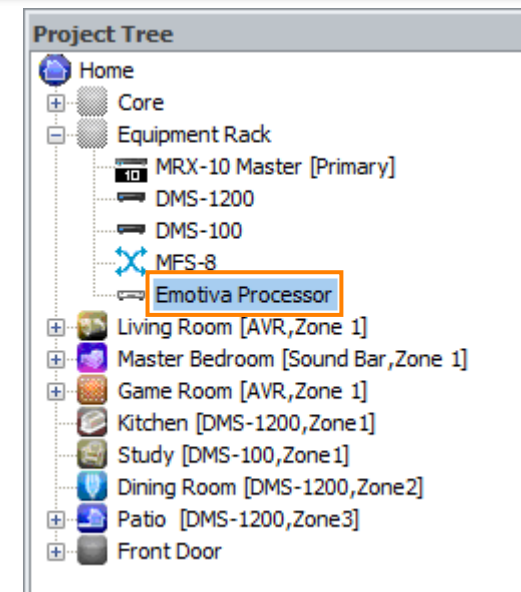 Project Tree
Home
Core
Equipment Rack
10 MRX-10 Master [Primary]
DMS-1200
DMS-100
MFS-8
Emotiva Processor
Living Room [AVR,Zone 1]
Master Bedroom [Sound Bar,Zone 1]
Game Room [AVR,Zone 1]
Kitchen [DMS-1200,Zone1]
Study [DMS-100,Zone1]
Dining Room [DMS-1200,Zone2]
Patio [DMS-1200,Zone3]
Front Door